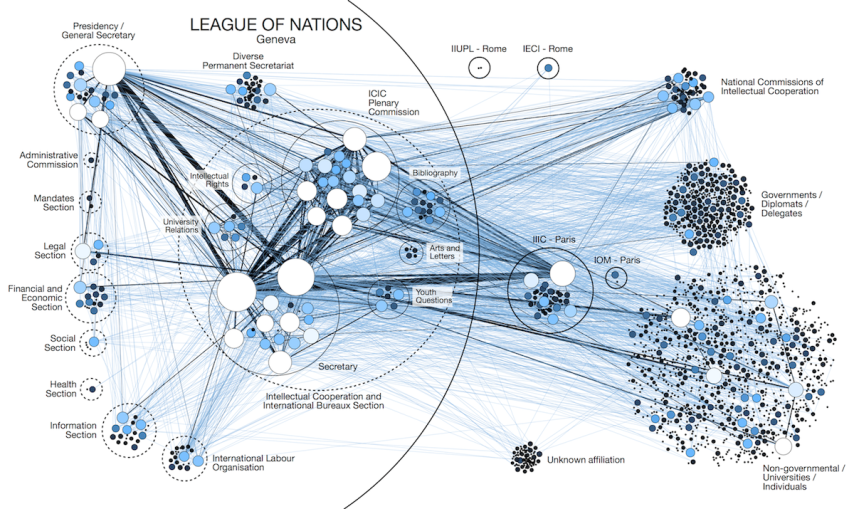 LEAGUE OF NATIONS
Geneva
Presidency /
General Secretary
Diverse
Permanent Secretariat
IIUPL - Rome
IECI - Rome
National Commissions of
Intellectual Cooperation
ICIC
Plenary
Commission
Administrative
Commission
Intellectual
Rights
Bibliography
Mandates
Section
Governments /
Diplomats /
Delegates
University
Relations
Legal
Section
Arts and
Letters
IIIC - Paris
IOM - Paris
Financial and
Economic
Section
Youth
Questions
Social
Section
Secretary
Health
Section
Intellectual Cooperation and
International Bureaux Section
Information
Section
International Labour
Organisation
Unknown affiliation
Non-governmental /
Universities /
Individuals